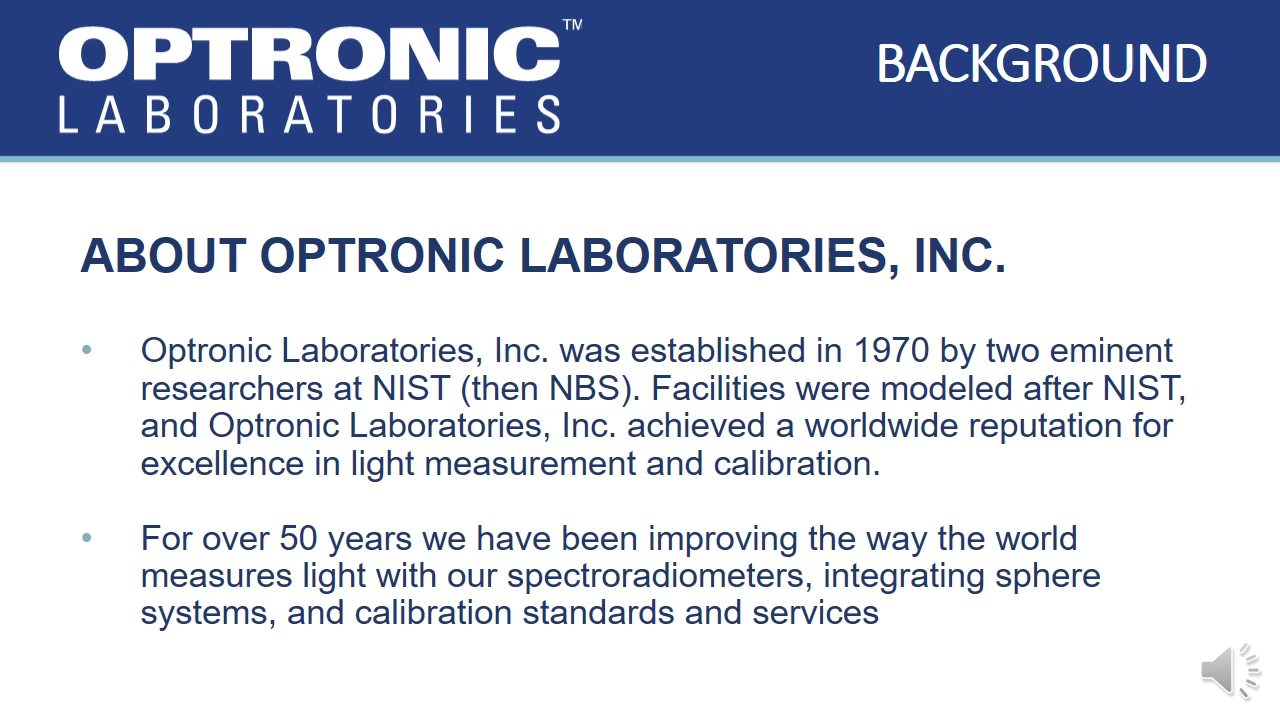 OPTRONIC™
LABORATORIES
BACKGROUND
ABOUT OPTRONIC LABORATORIES, INC.
• Optronic Laboratories, Inc. was established in 1970 by two eminent
researchers at NIST (then NBS). Facilities were modeled after NIST,
and Optronic Laboratories, Inc. achieved a worldwide reputation for
excellence in light measurement and calibration.
• For over 50 years we have been improving the way the world
measures light with our spectroradiometers, integrating sphere
systems, and calibration standards and services